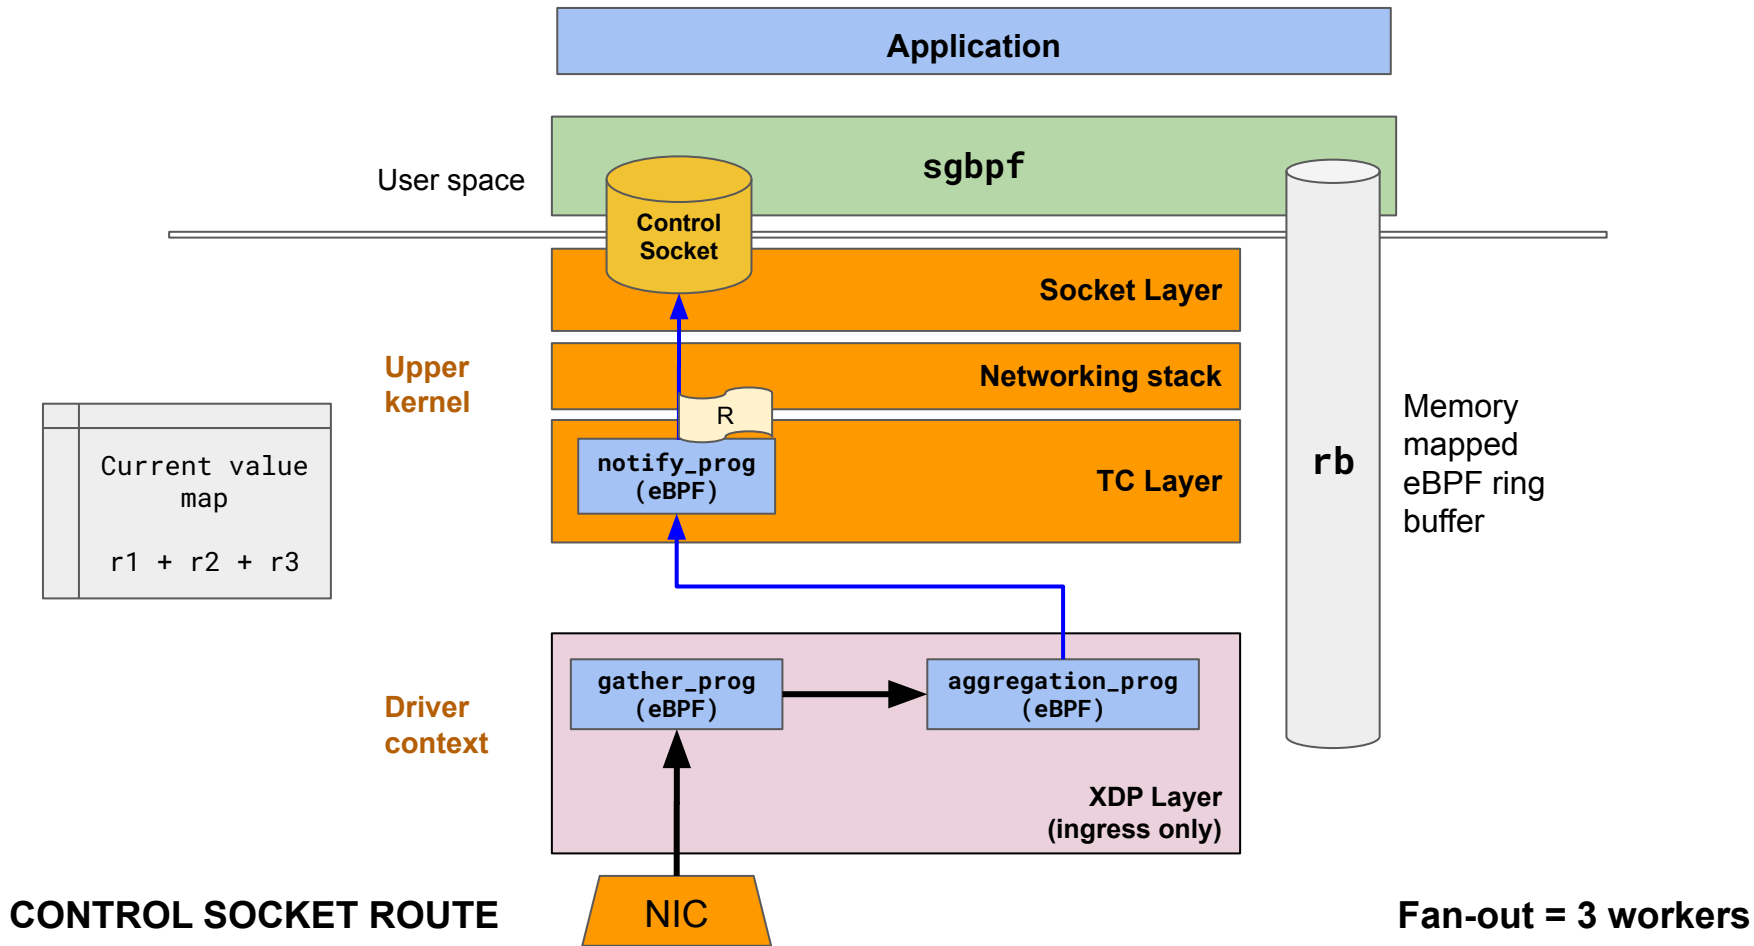 Application
sgbpf
User space
Control
Socket
Socket Layer
Upper
kernel
Networking stack
R
Current value
map
r1 + r2 + r3
notify_prog
(eBPF)
TC Layer
rb
Memory
mapped
eBPF ring
buffer
gather_prog
(eBPF)
aggregation_prog
(eBPF)
Driver
context
XDP Layer
(ingress only)
NIC
CONTROL SOCKET ROUTE
Fan-out = 3 workers